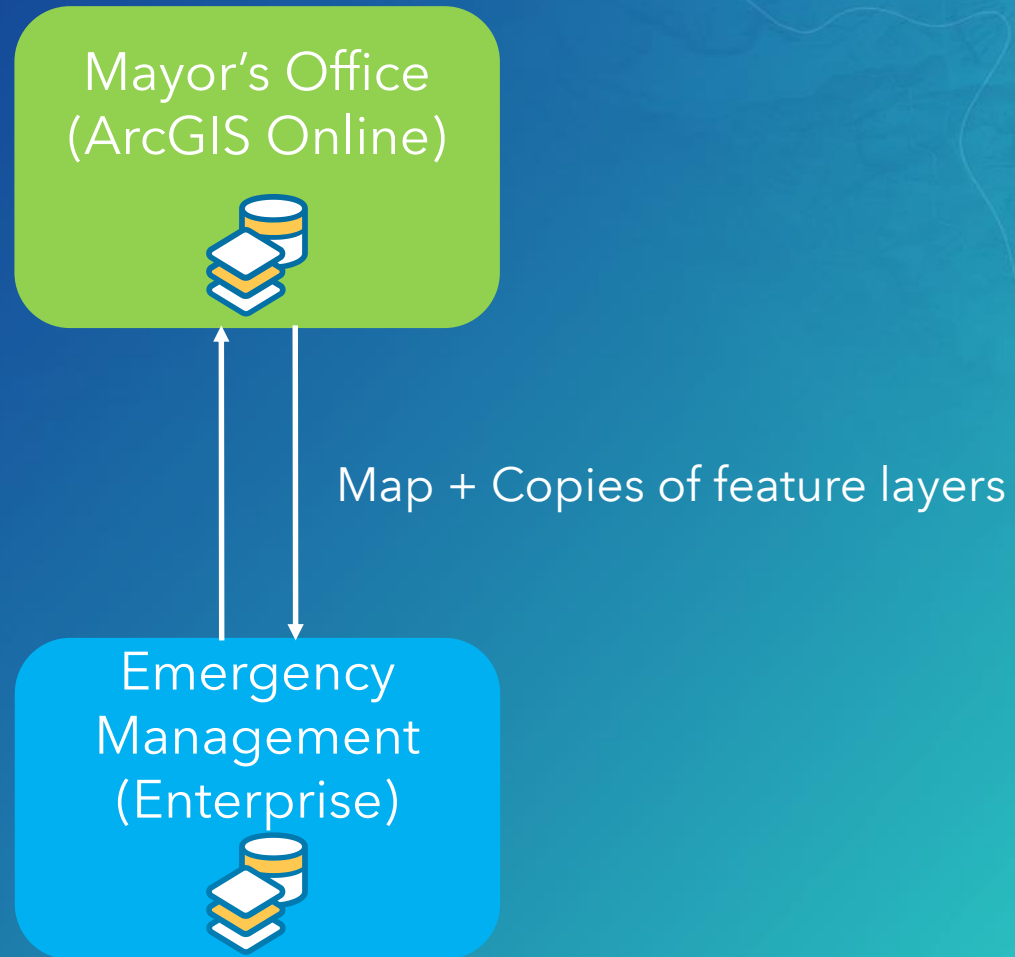 Mayor’s Office
(ArcGIS Online)
Map + Copies of feature layers
Emergency
Management
(Enterprise)